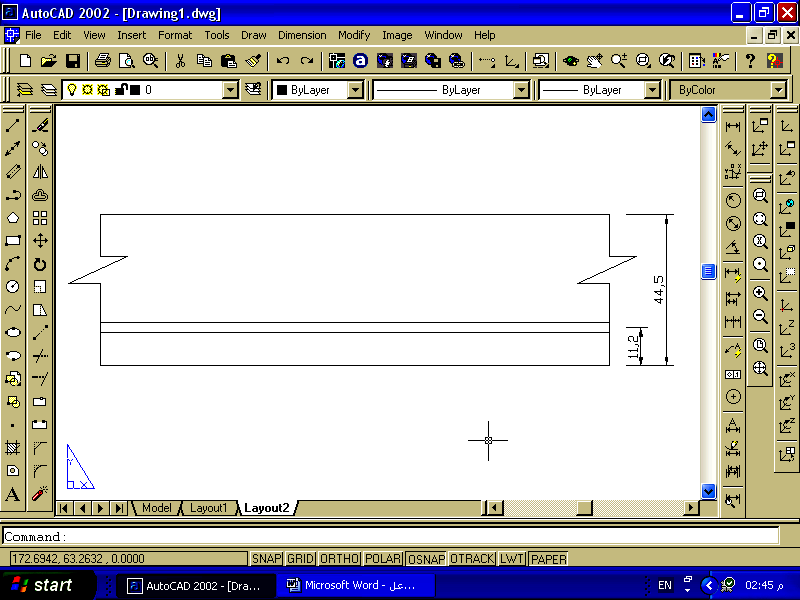 AutoCAD 2002 - [Drawing1.dwg]
File Edit View Insert Format Tools Draw Dimension Modify Image Window Help
0 ByLayer ByLayer ByLayer ByColor
44,5
11,2
Y
X
A
Model Layout1 Layout2
Command:
172.6942, 63.2632 , 0.0000 SNAP GRID ORTHO POLAR OSNAP OTRACK LWT PAPER
start AutoCAD 2002 - [Dra... Microsoft Word - عل... EN 02:45 م